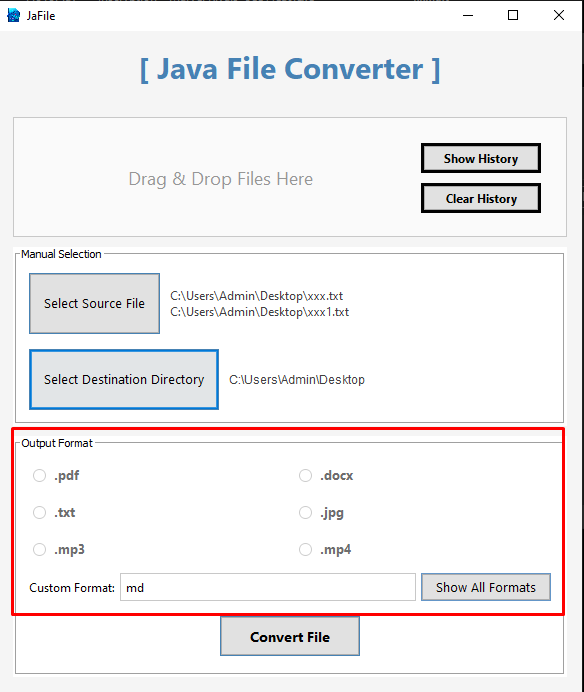 JaFile
[ Java File Converter ]
Drag & Drop Files Here
Show History
Clear History
Manual Selection
Select Source File
C:\Users\Admin\Desktop\xxx.txt
C:\Users\Admin\Desktop\xxx1.txt
Select Destination Directory
C:\Users\Admin\Desktop
Output Format
.pdf
.docx
.txt
.jpg
.mp3
.mp4
Custom Format: md
Show All Formats
Convert File